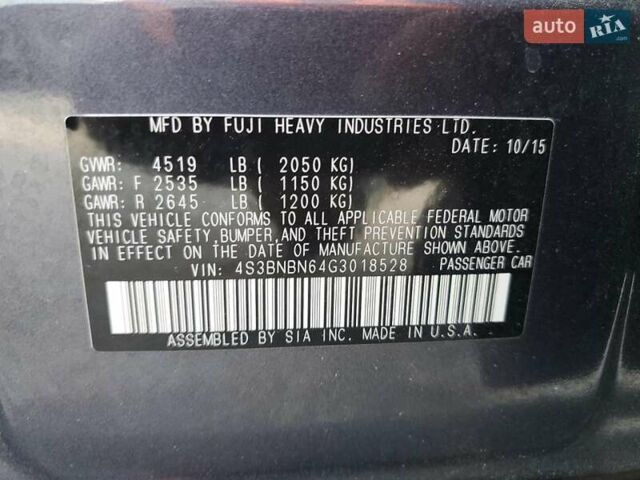 auto RIA .com
MFD BY FUJI HEAVY INDUSTRIES LTD.
DATE: 10/15
GVWR: 4519 LB ( 2050 KG)
GAWR: F 2535 LB ( 1150 KG)
GAWR: R 2645 LB ( 1200 KG)
THIS VEHICLE CONFORMS TO ALL APPLICABLE FEDERAL MOTOR
VEHICLE SAFETY, BUMPER, AND THEFT PREVENTION STANDARDS
IN EFFECT ON THE DATE OF MANUFACTURE SHOWN ABOVE.
VIN: 4S3BNBN64G3018528 PASSENGER CAR
ASSEMBLED BY SIA INC. MADE IN U.S.A.